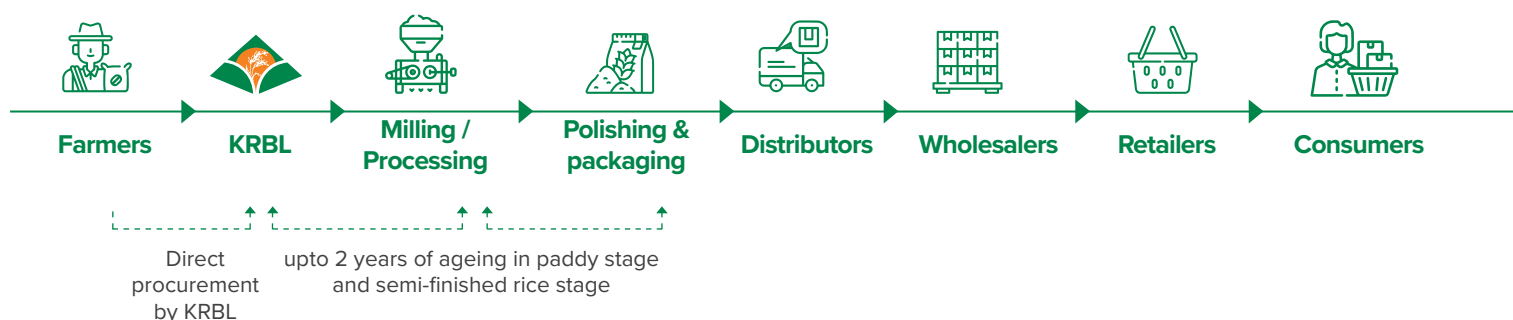 Farmers
KRBL
Milling /
Processing
Polishing &
packaging
Distributors
Wholesalers
Retailers
Consumers
Direct
procurement
by KRBL
upto 2 years of ageing in paddy stage
and semi-finished rice stage